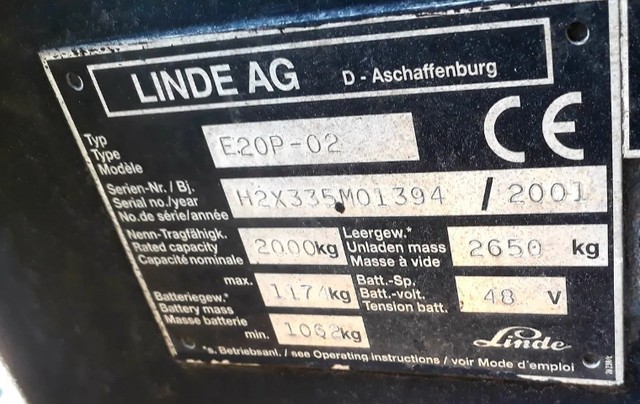 LINDE AG D - Aschaffenburg
Typ
Type
Modèle
E20P-02
CE
Serien-Nr. / Bj.
Serial no./year
No.de série/année
H2X335M01394 / 2001
Nenn-Tragfähigk.
Rated capacity
Capacité nominale
2000 kg
Leergew.*
Unladen mass
Masse à vide
2650 kg
Batteriegew.*
Battery mass
Masse batterie
max.
1174 kg
min.
1062 kg
Batt.-Sp.
Batt.-volt.
Tension batt.
48 V
Linde
*s. Betriebsanl. / see Operating instructions / voir Mode d'emploi